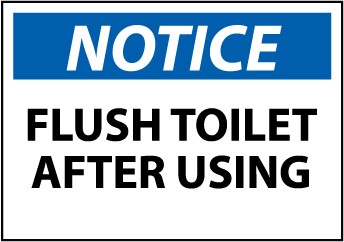 NOTICE
FLUSH TOILET
AFTER USING